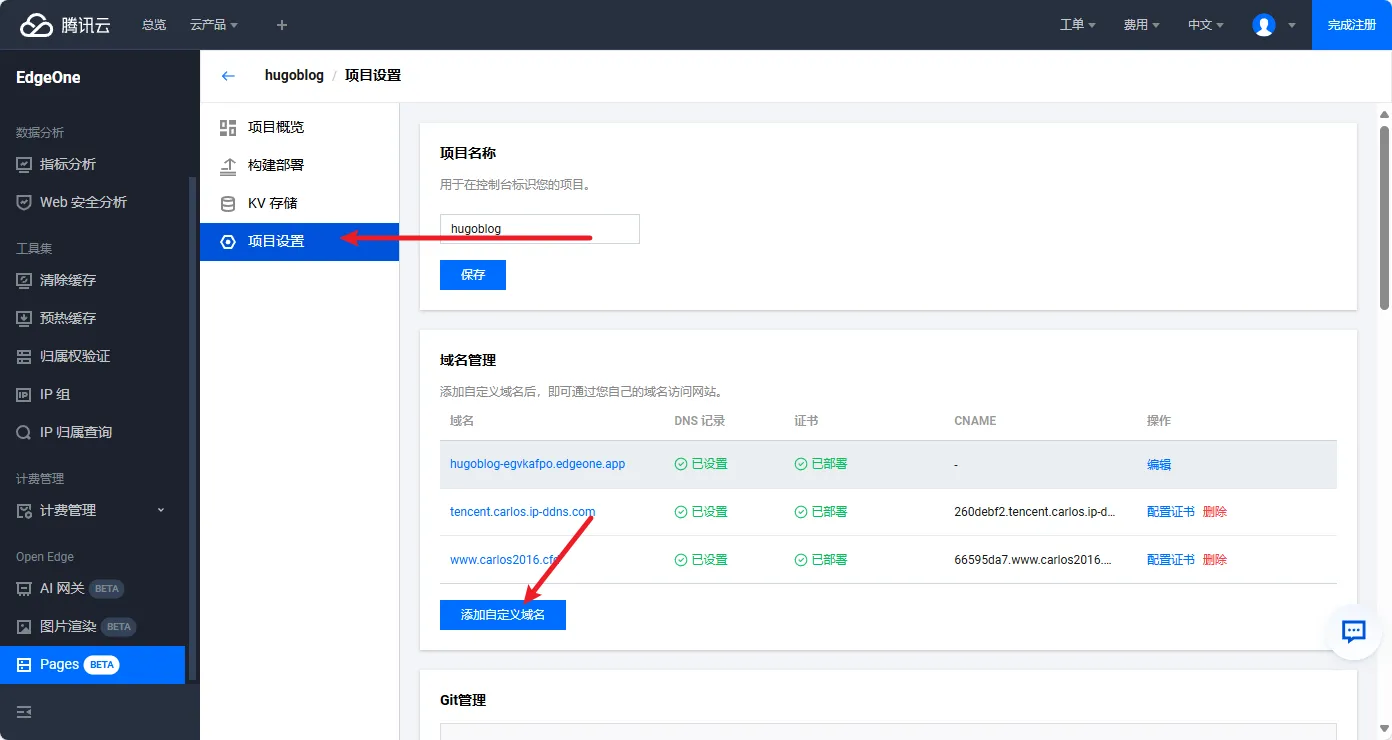 腾讯云 总览 云产品 + 工单 费用 中文 完成注册
EdgeOne
数据分析
指标分析
Web 安全分析
工具集
清除缓存
预热缓存
归属权验证
IP 组
IP 归属查询
计费管理
计费管理
Open Edge
AI 网关 BETA
图片渲染 BETA
Pages BETA
hugoblog / 项目设置
项目概览
构建部署
KV 存储
项目设置
项目名称
用于在控制台标识您的项目。
hugoblog
保存
域名管理
添加自定义域名后，即可通过您自己的域名访问网站。
域名 DNS 记录 证书 CNAME 操作
hugoblog-egvkafpo.edgeone.app 已设置 已部署 - 编辑
tencent.carlos.ip-ddns.com 已设置 已部署 260debf2.tencent.carlos.ip-d... 配置证书 删除
www.carlos2016.cfd 已设置 已部署 66595da7.www.carlos2016.... 配置证书 删除
添加自定义域名
Git管理